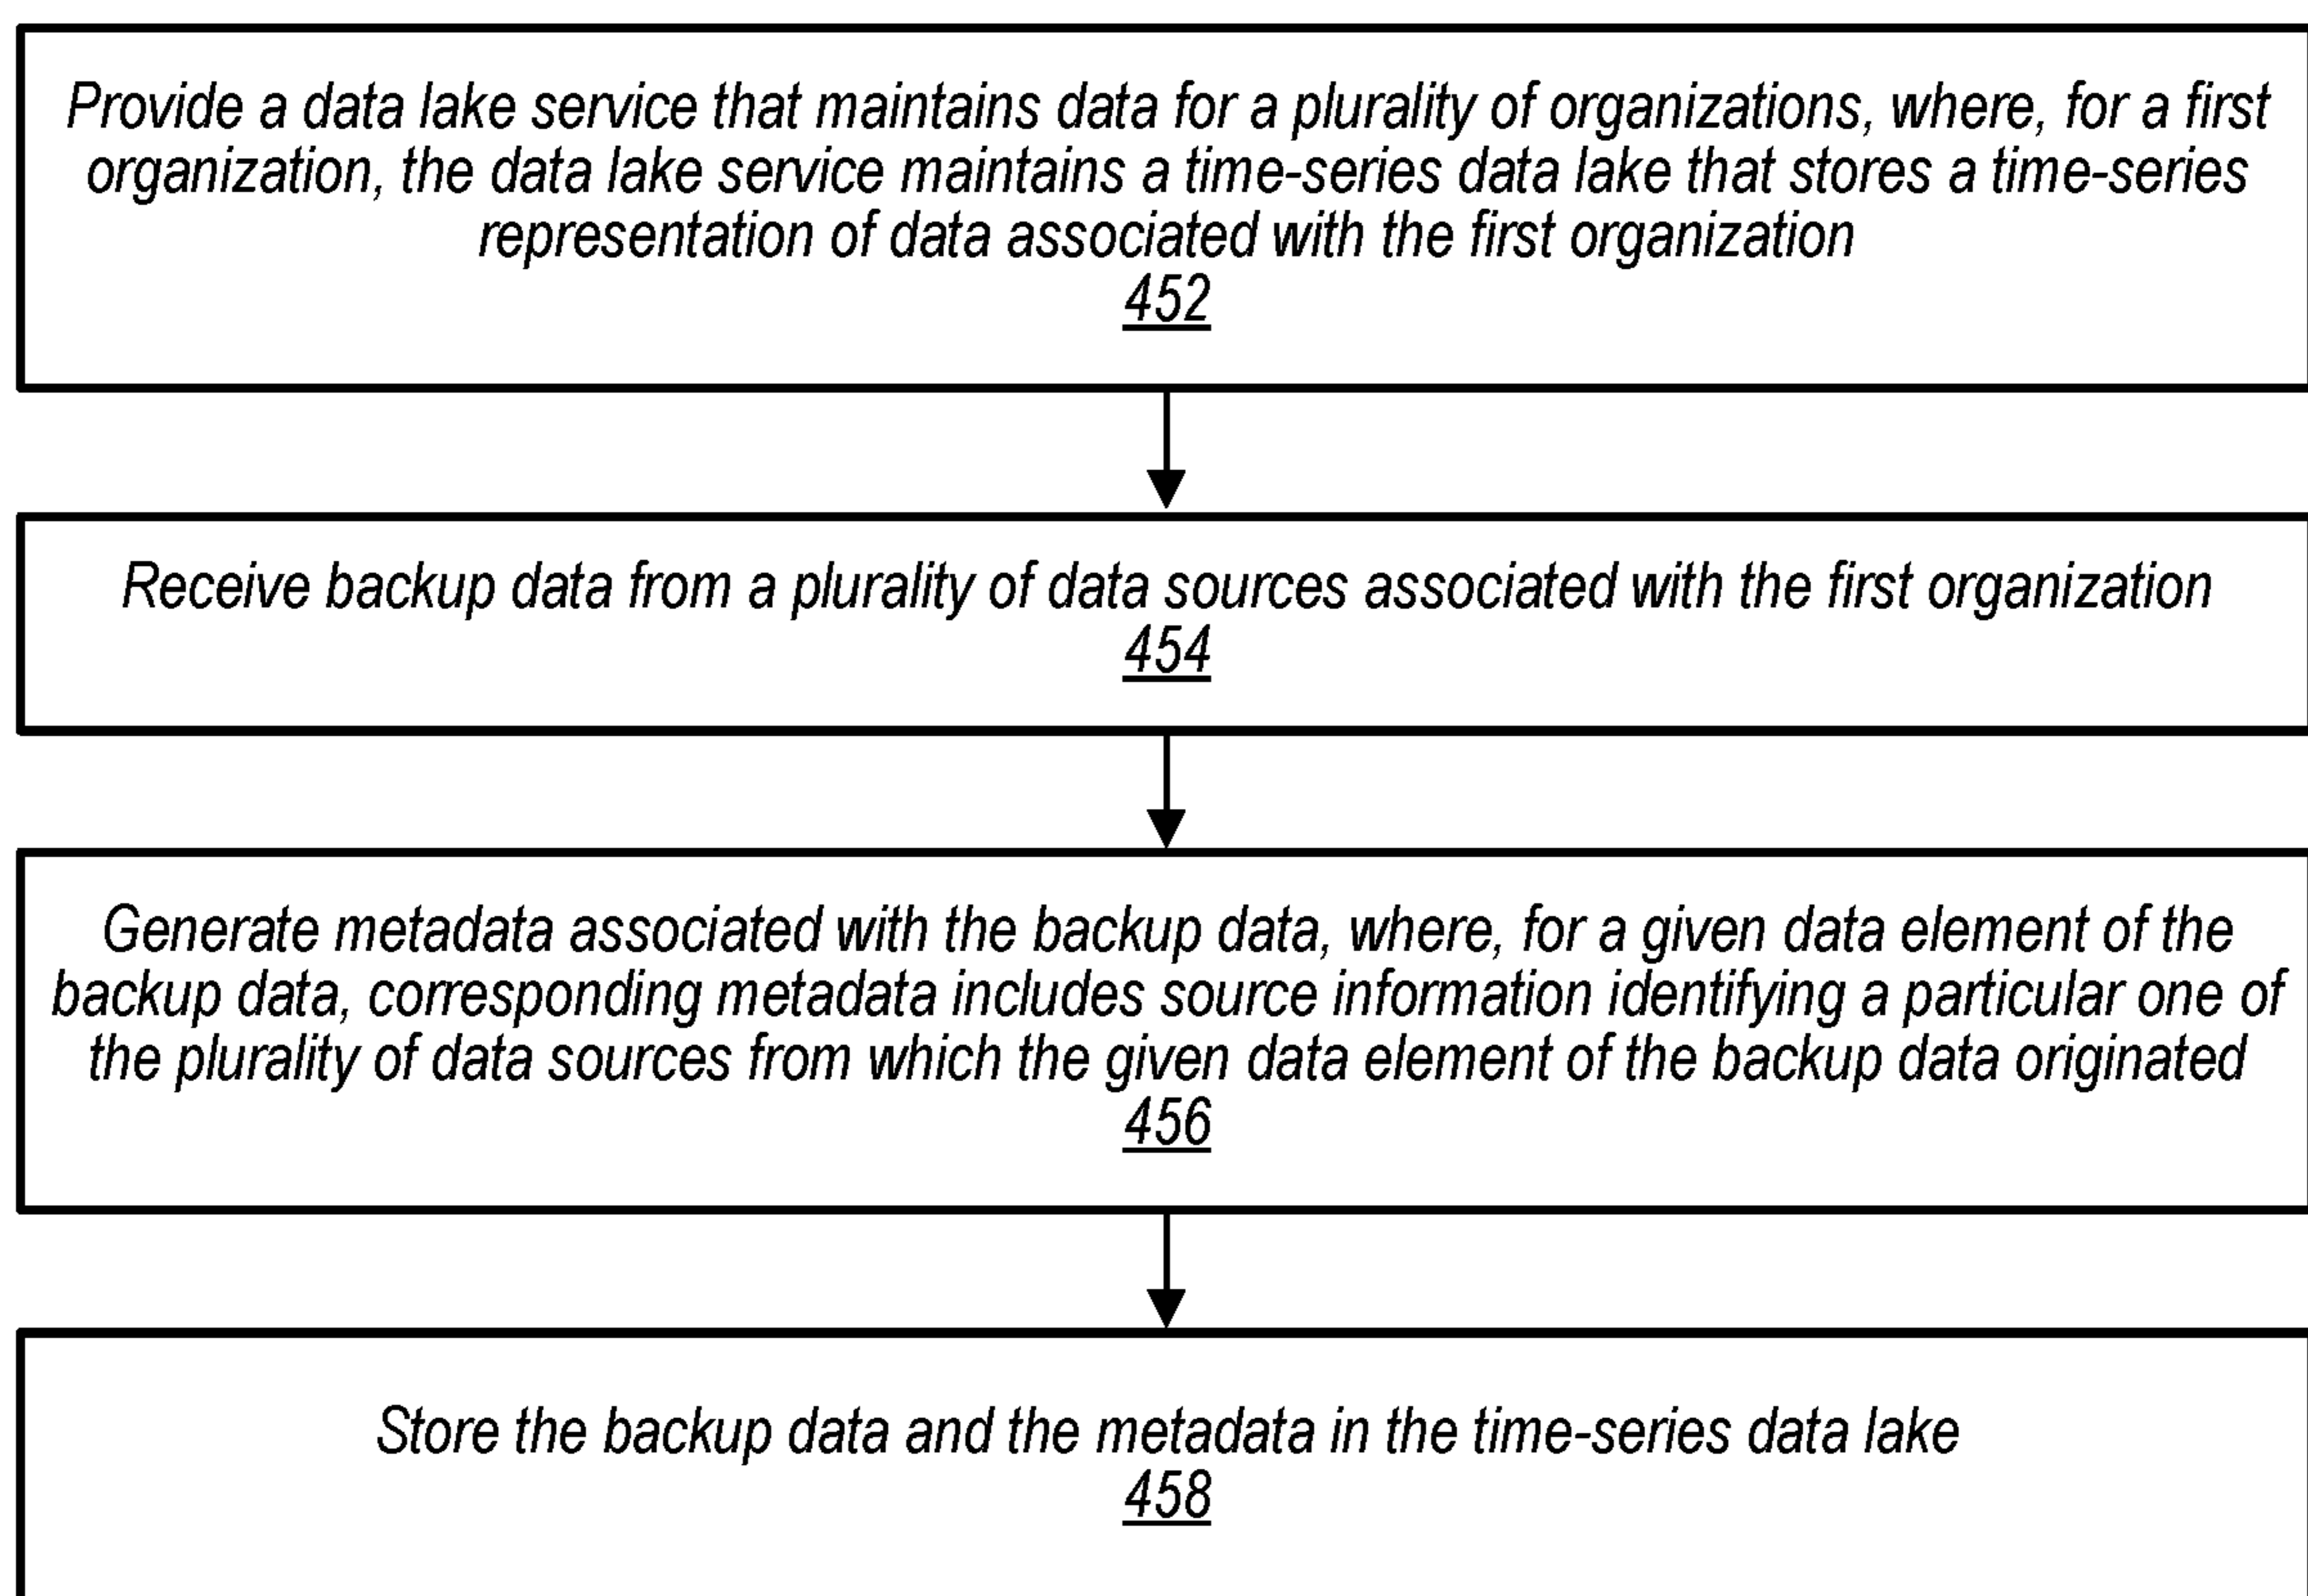 Provide a data lake service that maintains data for a plurality of organizations, where, for a first
organization, the data lake service maintains a time-series data lake that stores a time-series
representation of data associated with the first organization
452
Receive backup data from a plurality of data sources associated with the first organization
454
Generate metadata associated with the backup data, where, for a given data element of the
backup data, corresponding metadata includes source information identifying a particular one of
the plurality of data sources from which the given data element of the backup data originated
456
Store the backup data and the metadata in the time-series data lake
458